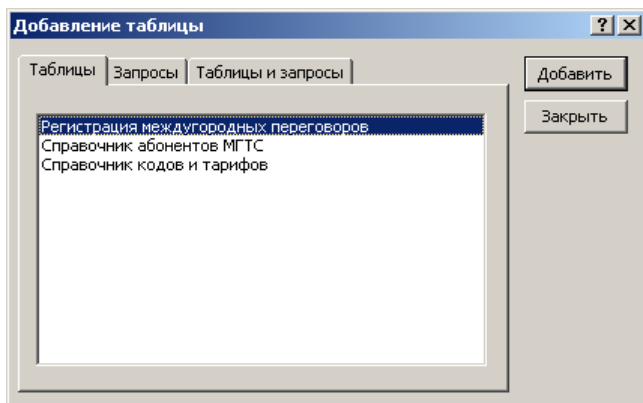 Добавление таблицы
Таблицы Запросы Таблицы и запросы
Добавить
Закрыть
Регистрация междугородных переговоров
Справочник абонентов МГТС
Справочник кодов и тарифов